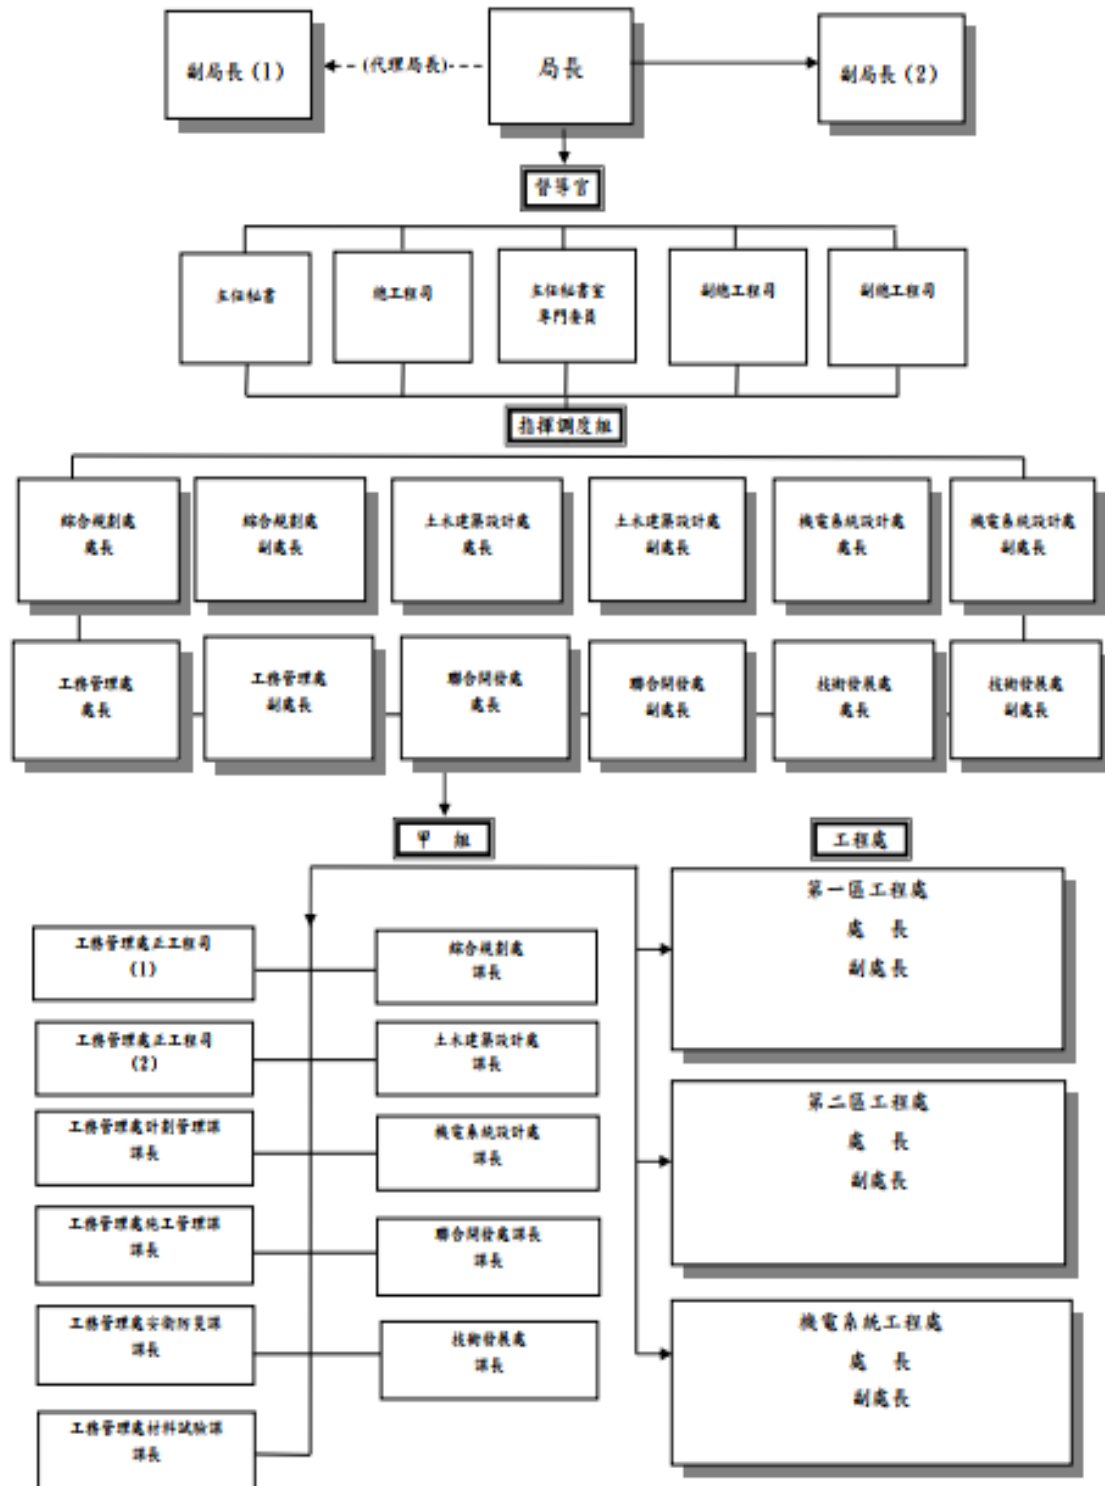 副局長(1)
(代理局長)
局長
副局長(2)
督導官
主任秘書
總工程司
主任秘書室
專門委員
副總工程司
副總工程司
指揮調度組
綜合規劃處
處長
綜合規劃處
副處長
土木建築設計處
處長
土木建築設計處
副處長
機電系統設計處
處長
機電系統設計處
副處長
工務管理處
處長
工務管理處
副處長
聯合開發處
處長
聯合開發處
副處長
技術發展處
處長
技術發展處
副處長
甲 組
工務管理處正工程司
(1)
綜合規劃處
課長
工務管理處正工程司
(2)
土木建築設計處
課長
工務管理處計劃管理課
課長
機電系統設計處
課長
工務管理處施工管理課
課長
聯合開發處課長
課長
工務管理處安衛防災課
課長
技術發展處
課長
工務管理處材料試驗課
課長
工程處
第一區工程處
處 長
副處長
第二區工程處
處 長
副處長
機電系統工程處
處 長
副處長